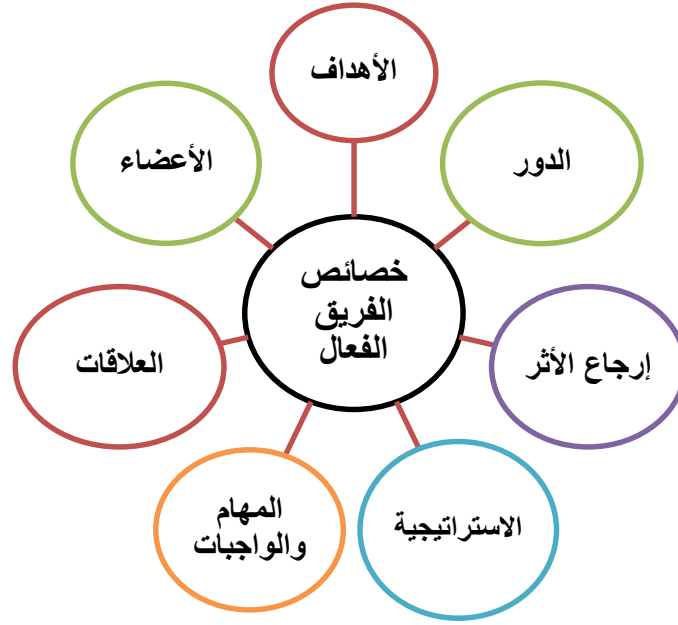 الأهداف
الدور
الأعضاء
خصائص
الفريق
الفعال
إرجاع الأثر
العلاقات
الاستراتيجية
المهام
والواجبات